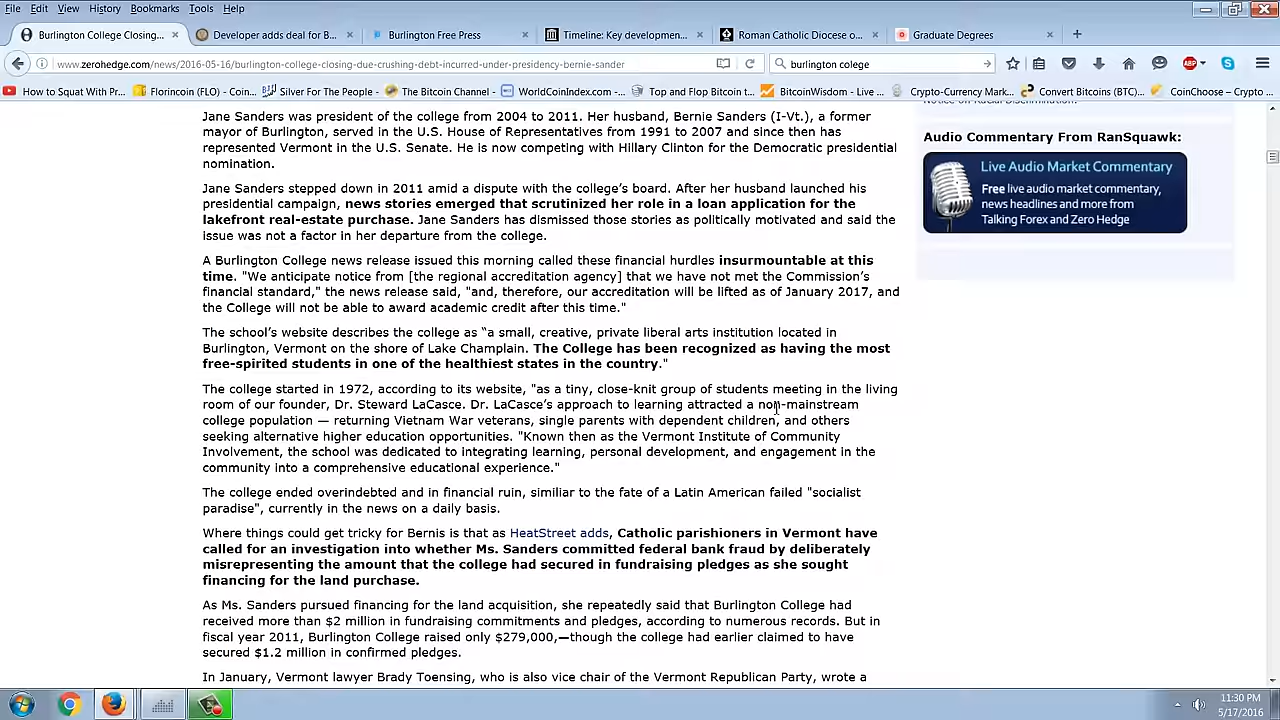 File Edit View History Bookmarks Tools Help
Burlington College Closing... × Developer adds deal for B... × Burlington Free Press × Timeline: Key developmen... × Roman Catholic Diocese o... × Graduate Degrees × +
www.zerohedge.com/news/2016-05-16/burlington-college-closing-due-crushing-debt-incurred-under-presidency-bernie-sander burlington college
How to Squat With Pr... Florincoin (FLO) - Coin... Silver For The People - The Bitcoin Channel - WorldCoinIndex.com... Top and Flop Bitcoin t... BitcoinWisdom - Live ... Crypto-Currency Mark... Convert Bitcoins (BTC)... CoinChoose – Crypto ...
Jane Sanders was president of the college from 2004 to 2011. Her husband, Bernie Sanders (I-Vt.), a former
mayor of Burlington, served in the U.S. House of Representatives from 1991 to 2007 and since then has
represented Vermont in the U.S. Senate. He is now competing with Hillary Clinton for the Democratic presidential
nomination.
Jane Sanders stepped down in 2011 amid a dispute with the college's board. After her husband launched his
presidential campaign, news stories emerged that scrutinized her role in a loan application for the
lakefront real-estate purchase. Jane Sanders has dismissed those stories as politically motivated and said the
issue was not a factor in her departure from the college.
A Burlington College news release issued this morning called these financial hurdles insurmountable at this
time. "We anticipate notice from [the regional accreditation agency] that we have not met the Commission's
financial standard," the news release said, "and, therefore, our accreditation will be lifted as of January 2017, and
the College will not be able to award academic credit after this time."
The school's website describes the college as “a small, creative, private liberal arts institution located in
Burlington, Vermont on the shore of Lake Champlain. The College has been recognized as having the most
free-spirited students in one of the healthiest states in the country."
The college started in 1972, according to its website, "as a tiny, close-knit group of students meeting in the living
room of our founder, Dr. Steward LaCasce. Dr. LaCasce's approach to learning attracted a non-mainstream
college population — returning Vietnam War veterans, single parents with dependent children, and others
seeking alternative higher education opportunities. "Known then as the Vermont Institute of Community
Involvement, the school was dedicated to integrating learning, personal development, and engagement in the
community into a comprehensive educational experience."
The college ended overindebted and in financial ruin, similiar to the fate of a Latin American failed "socialist
paradise", currently in the news on a daily basis.
Where things could get tricky for Bernis is that as HeatStreet adds, Catholic parishioners in Vermont have
called for an investigation into whether Ms. Sanders committed federal bank fraud by deliberately
misrepresenting the amount that the college had secured in fundraising pledges as she sought
financing for the land purchase.
As Ms. Sanders pursued financing for the land acquisition, she repeatedly said that Burlington College had
received more than $2 million in fundraising commitments and pledges, according to numerous records. But in
fiscal year 2011, Burlington College raised only $279,000,—though the college had earlier claimed to have
secured $1.2 million in confirmed pledges.
In January, Vermont lawyer Brady Toensing, who is also vice chair of the Vermont Republican Party, wrote a
Notice on Racial Discrimination.
Audio Commentary From RanSquawk:
Live Audio Market Commentary
Free live audio market commentary,
news headlines and more from
Talking Forex and Zero Hedge
ABP
11:30 PM
5/17/2016